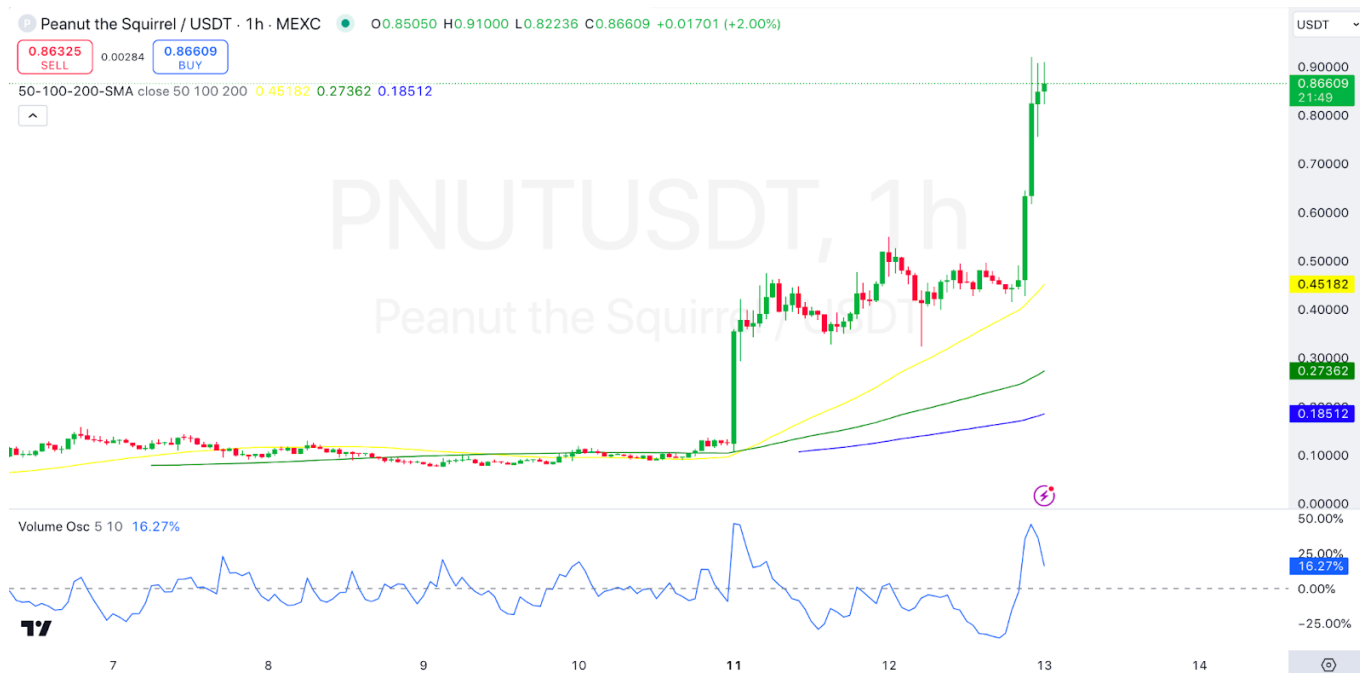 P Peanut the Squirrel / USDT · 1h · MEXC O0.85050 H0.91000 L0.82236 C0.86609 +0.01701 (+2.00%)
USDT
0.86325 SELL 0.00284 0.86609 BUY
50-100-200-SMA close 50 100 200 0.45182 0.27362 0.18512
PNUTUSDT, 1h
Peanut the Squirrel / USDT
0.90000
0.86609
21:49
0.80000
0.70000
0.60000
0.50000
0.45182
0.40000
0.30000
0.27362
0.20000
0.18512
0.10000
0.00000
Volume Osc 5 10 16.27%
50.00%
25.00%
16.27%
0.00%
−25.00%
7 8 9 10 11 12 13 14